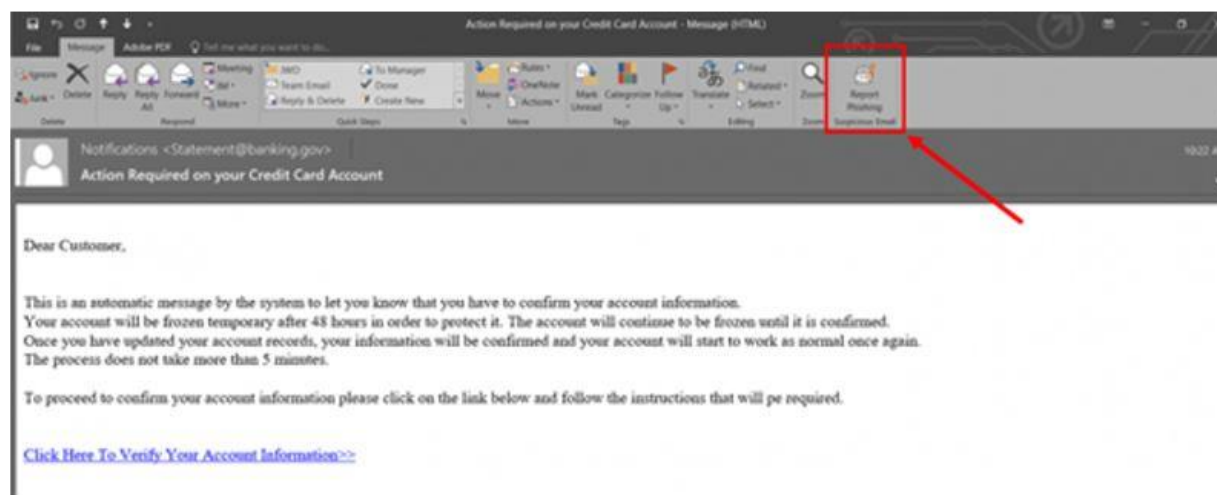 Action Required on your Credit Card Account - Message (HTML)
File Message Adobe PDF Tell me what you want to do...
Ignore
Junk
Delete
Reply
Reply All
Forward
Meeting
IM
More
Team Email
Reply & Delete
To Manager
Done
Create New
Move
Rules
OneNote
Actions
Mark Unread
Categorize
Follow Up
Translate
Find
Related
Select
Zoom
Report Phishing
Delete Respond Quick Steps Move Tags Editing Zoom Suspicious Email
Notifications <Statement@banking.gov>
10:22
Action Required on your Credit Card Account
Dear Customer,
This is an automatic message by the system to let you know that you have to confirm your account information.
Your account will be frozen temporary after 48 hours in order to protect it. The account will continue to be frozen until it is confirmed.
Once you have updated your account records, your information will be confirmed and your account will start to work as normal once again.
The process does not take more than 5 minutes.
To proceed to confirm your account information please click on the link below and follow the instructions that will pe required.
Click Here To Verify Your Account Information>>